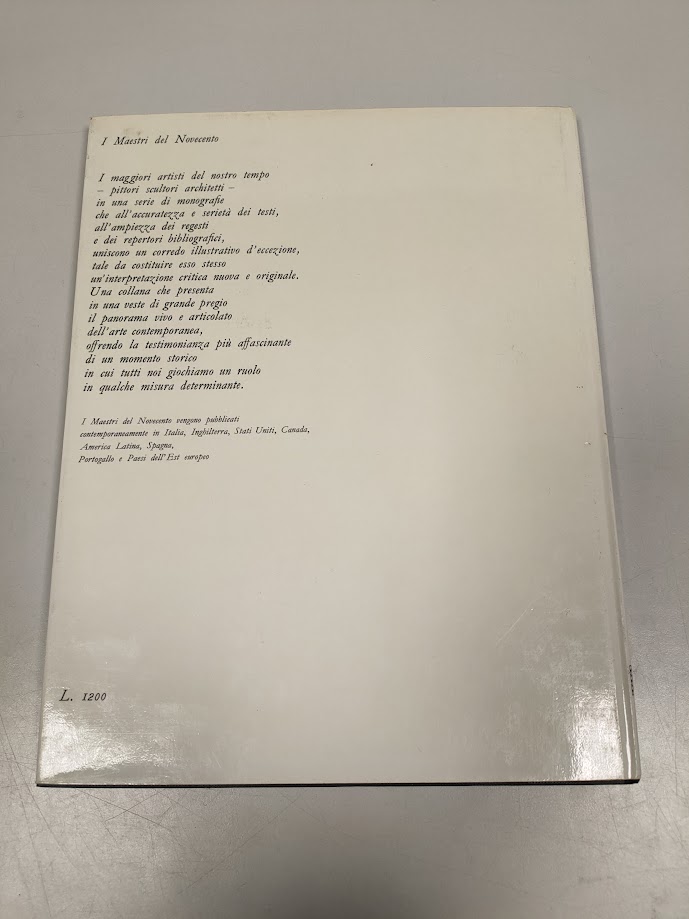 I Maestri del Novecento
I maggiori artisti del nostro tempo
– pittori scultori architetti –
in una serie di monografie
che all'accuratezza e serietà dei testi,
all'ampiezza dei regesti
e dei repertori bibliografici,
uniscono un corredo illustrativo d'eccezione,
tale da costituire esso stesso
un'interpretazione critica nuova e originale.
Una collana che presenta
in una veste di grande pregio
il panorama vivo e articolato
dell'arte contemporanea,
offrendo la testimonianza più affascinante
di un momento storico
in cui tutti noi giochiamo un ruolo
in qualche misura determinante.
I Maestri del Novecento vengono pubblicati
contemporaneamente in Italia, Inghilterra, Stati Uniti, Canada,
America Latina, Spagna,
Portogallo e Paesi dell'Est europeo
L. 1200